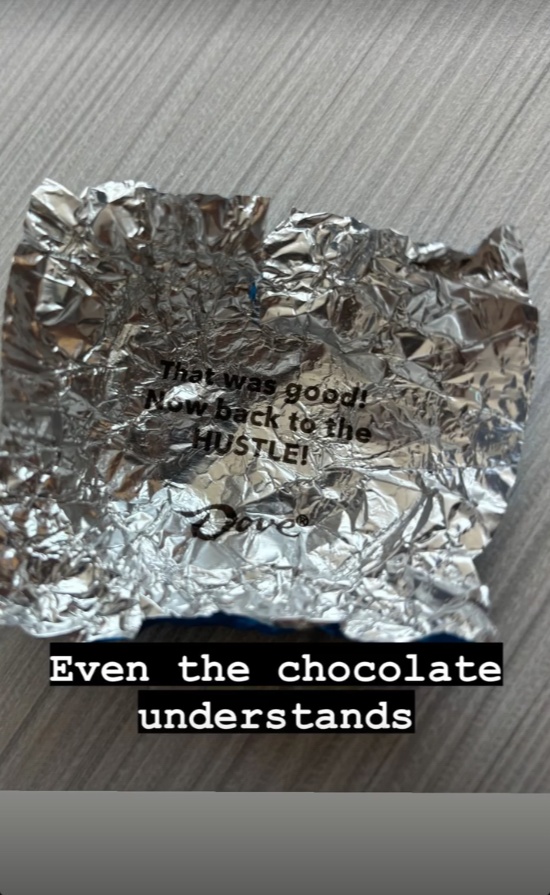 That was good!
Now back to the
HUSTLE!
Dove®
Even the chocolate
understands